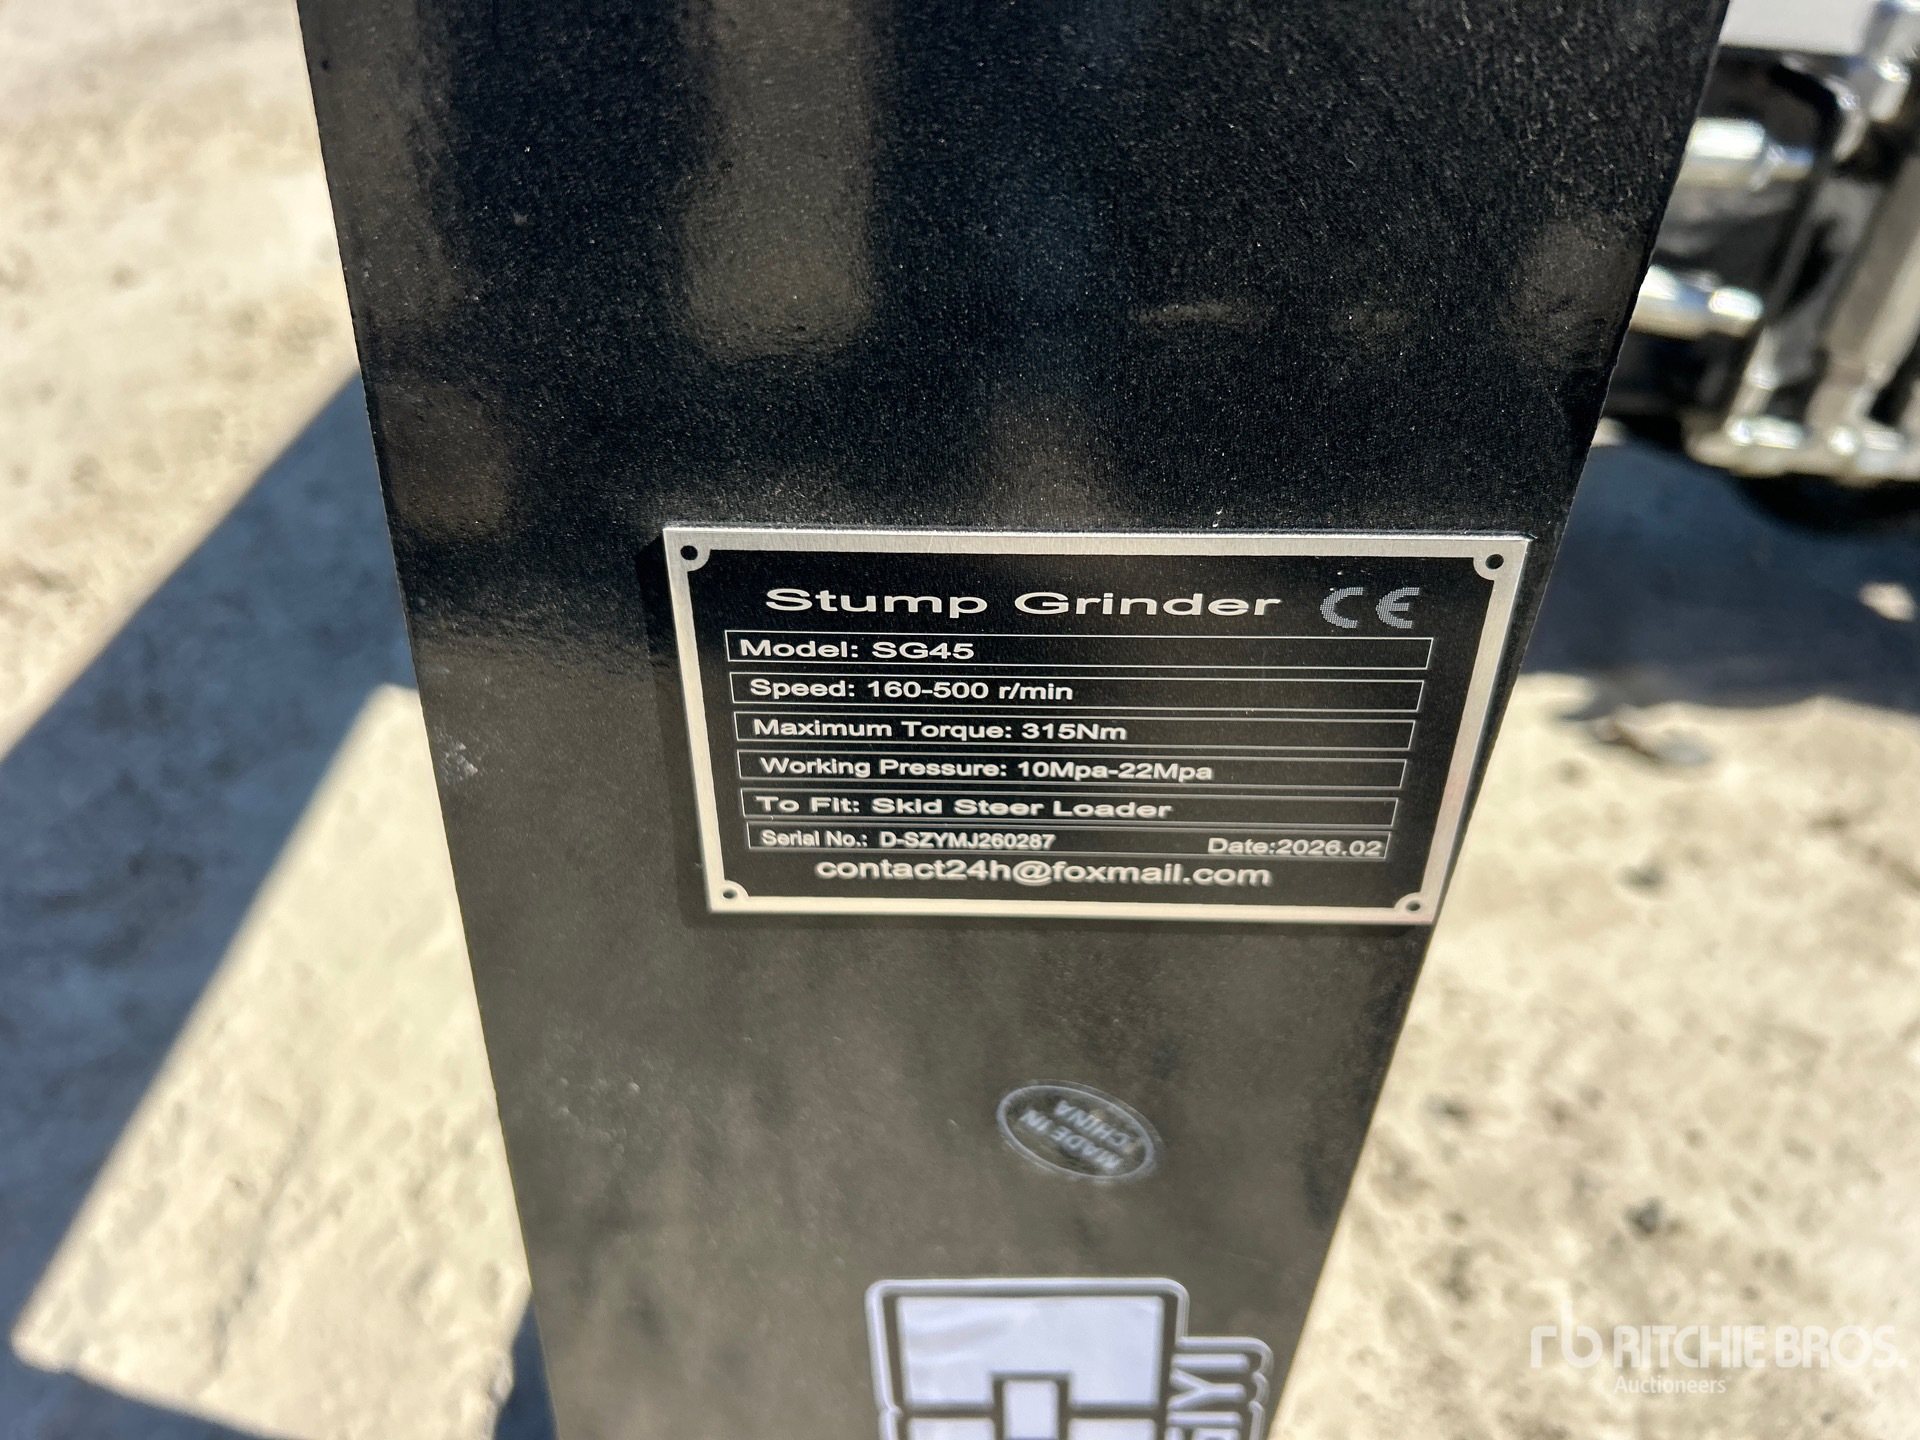 Stump Grinder CE
Model: SG45
Speed: 160-500 r/min
Maximum Torque: 315Nm
Working Pressure: 10Mpa-22Mpa
To Fit: Skid Steer Loader
Serial No.: D-SZYMJ260287 Date:2026.02
contact24h@foxmail.com
MADE IN
CHINA
rb RITCHIE BROS.
Auctioneers